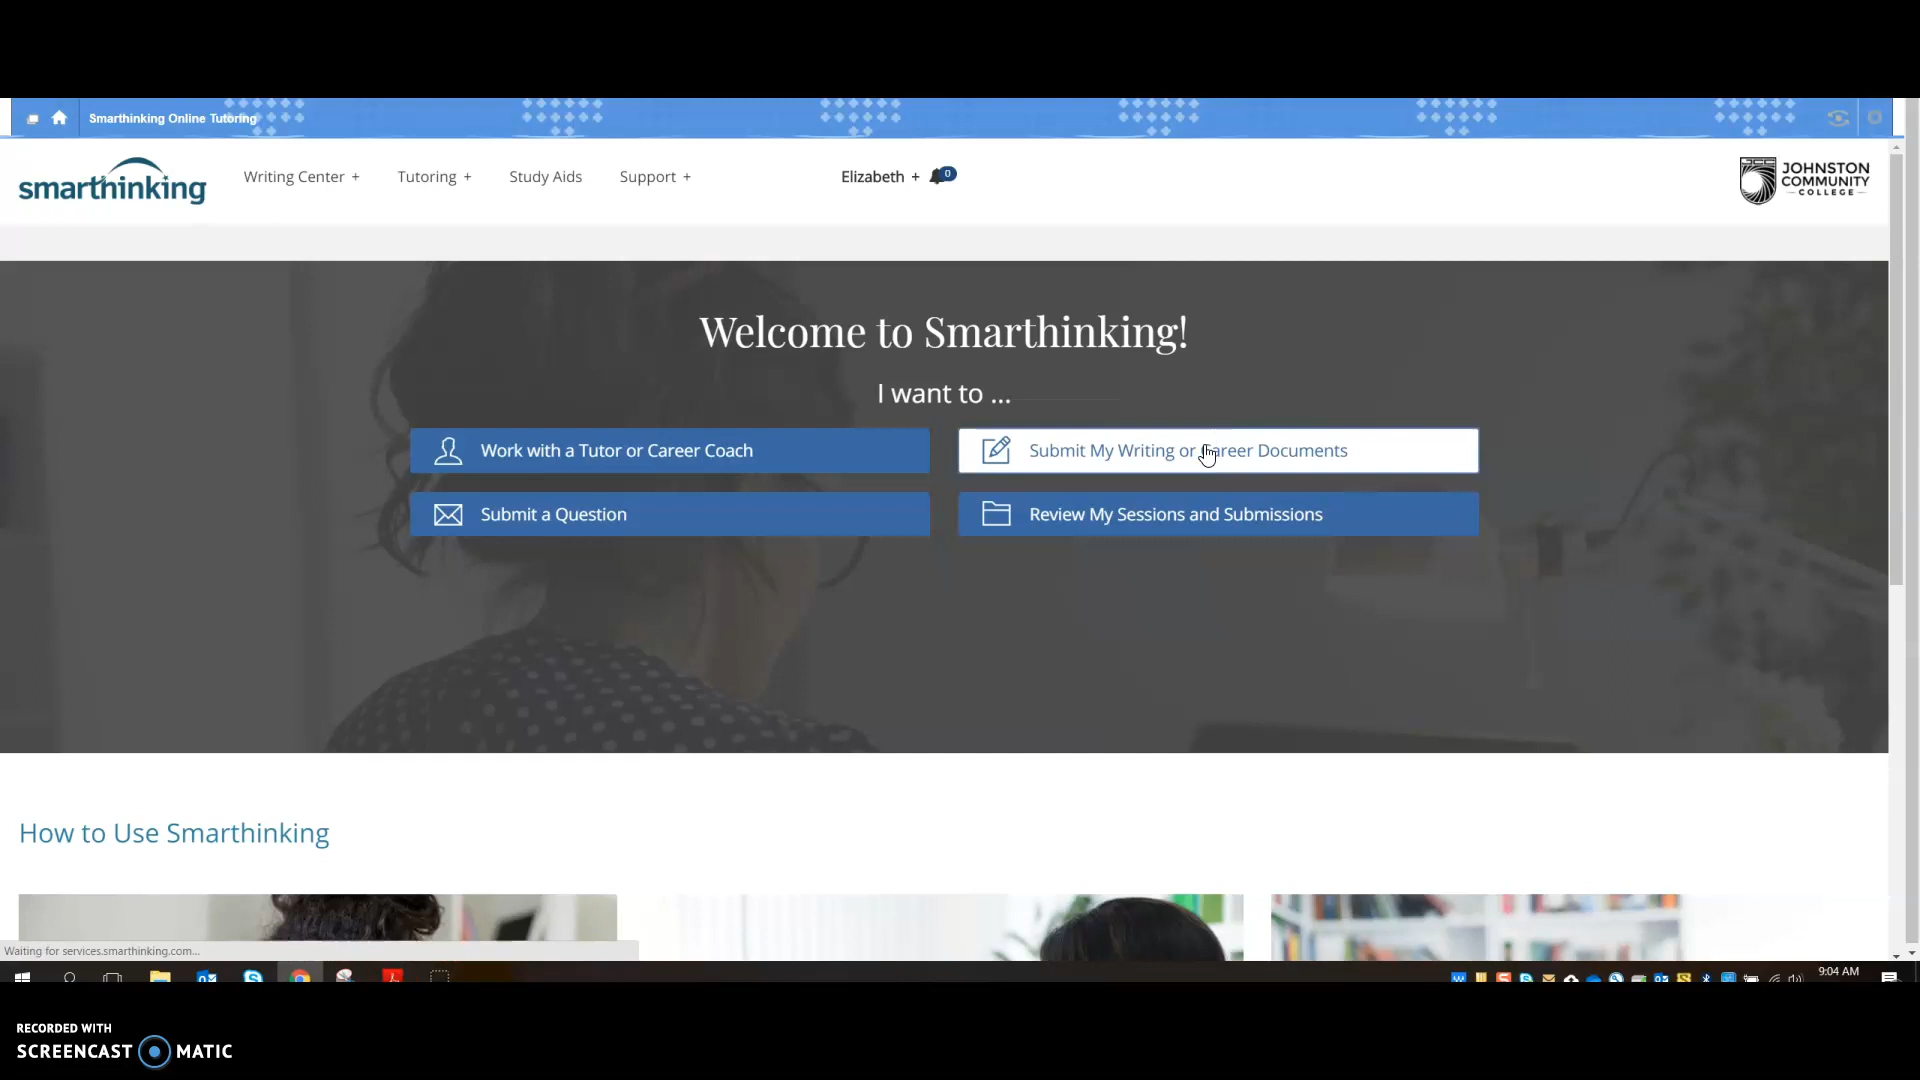 Smarthinking Online Tutoring
smarthinking
Writing Center +
Tutoring +
Study Aids
Support +
Elizabeth +
0
JCC
JOHNSTON
COMMUNITY
COLLEGE
Welcome to Smarthinking!
I want to ...
Work with a Tutor or Career Coach
Submit My Writing or Career Documents
Submit a Question
Review My Sessions and Submissions
How to Use Smarthinking
Waiting for services.smarthinking.com...
9:04 AM
RECORDED WITH
SCREENCAST MATIC